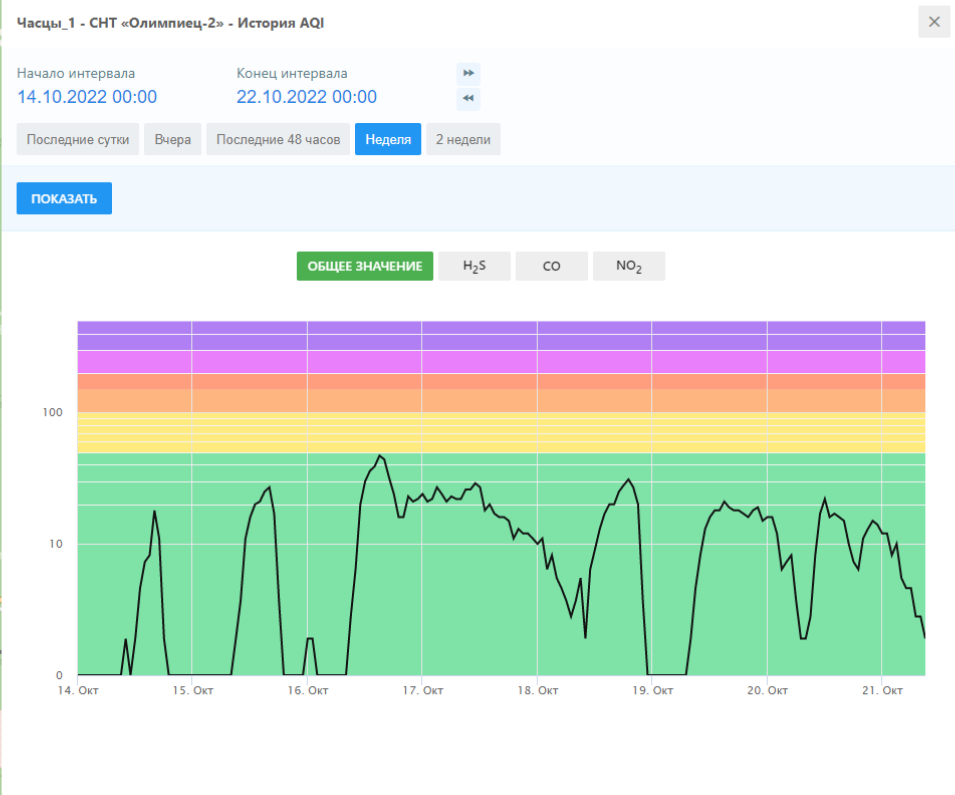 Часцы_1 - СНТ «Олимпиец-2» - История AQI
Начало интервала
Конец интервала
14.10.2022 00:00
22.10.2022 00:00
Последние сутки
Вчера
Последние 48 часов
Неделя
2 недели
ПОКАЗАТЬ
ОБЩЕЕ ЗНАЧЕНИЕ
H₂S
CO
NO₂
100
10
0
14. Окт
15. Окт
16. Окт
17. Окт
18. Окт
19. Окт
20. Окт
21. Окт